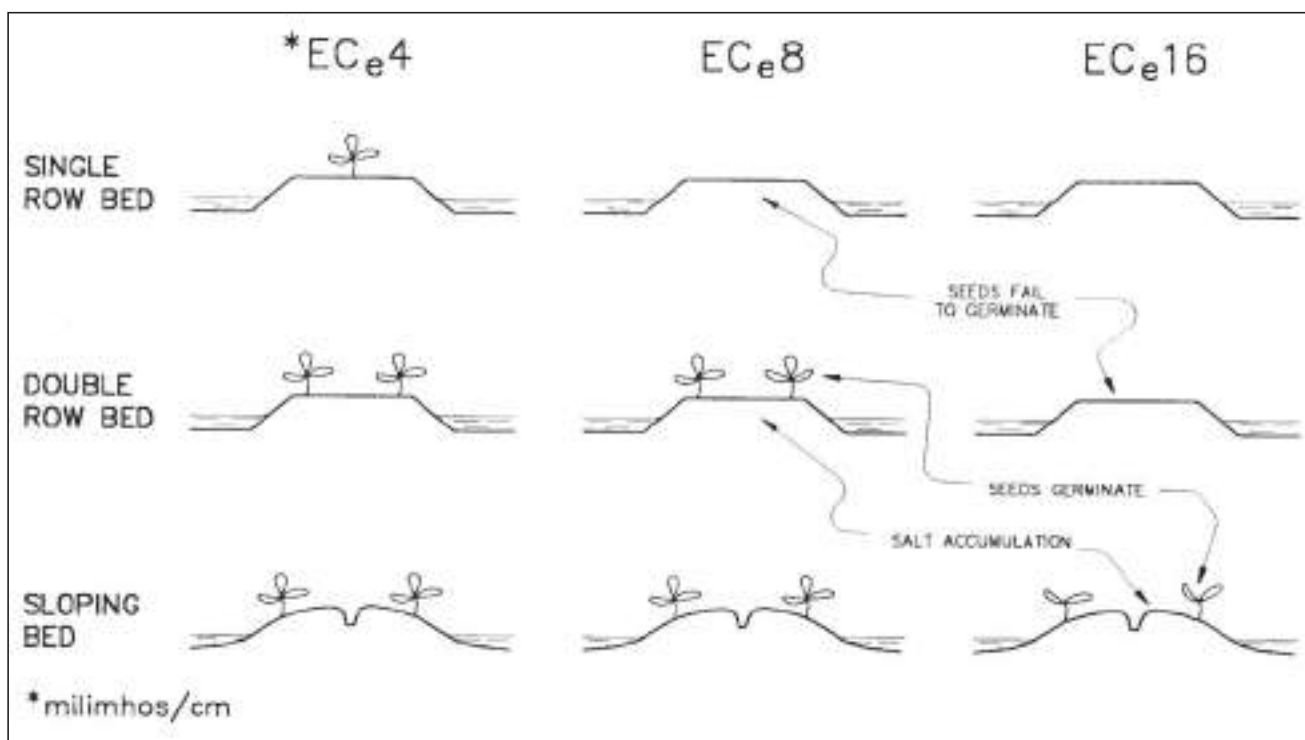 *ECe4 ECe8 ECe16
SINGLE
ROW BED
SEEDS FAIL
TO GERMINATE
DOUBLE
ROW BED
SEEDS GERMINATE
SALT ACCUMULATION
SLOPING
BED
*milimhos/cm